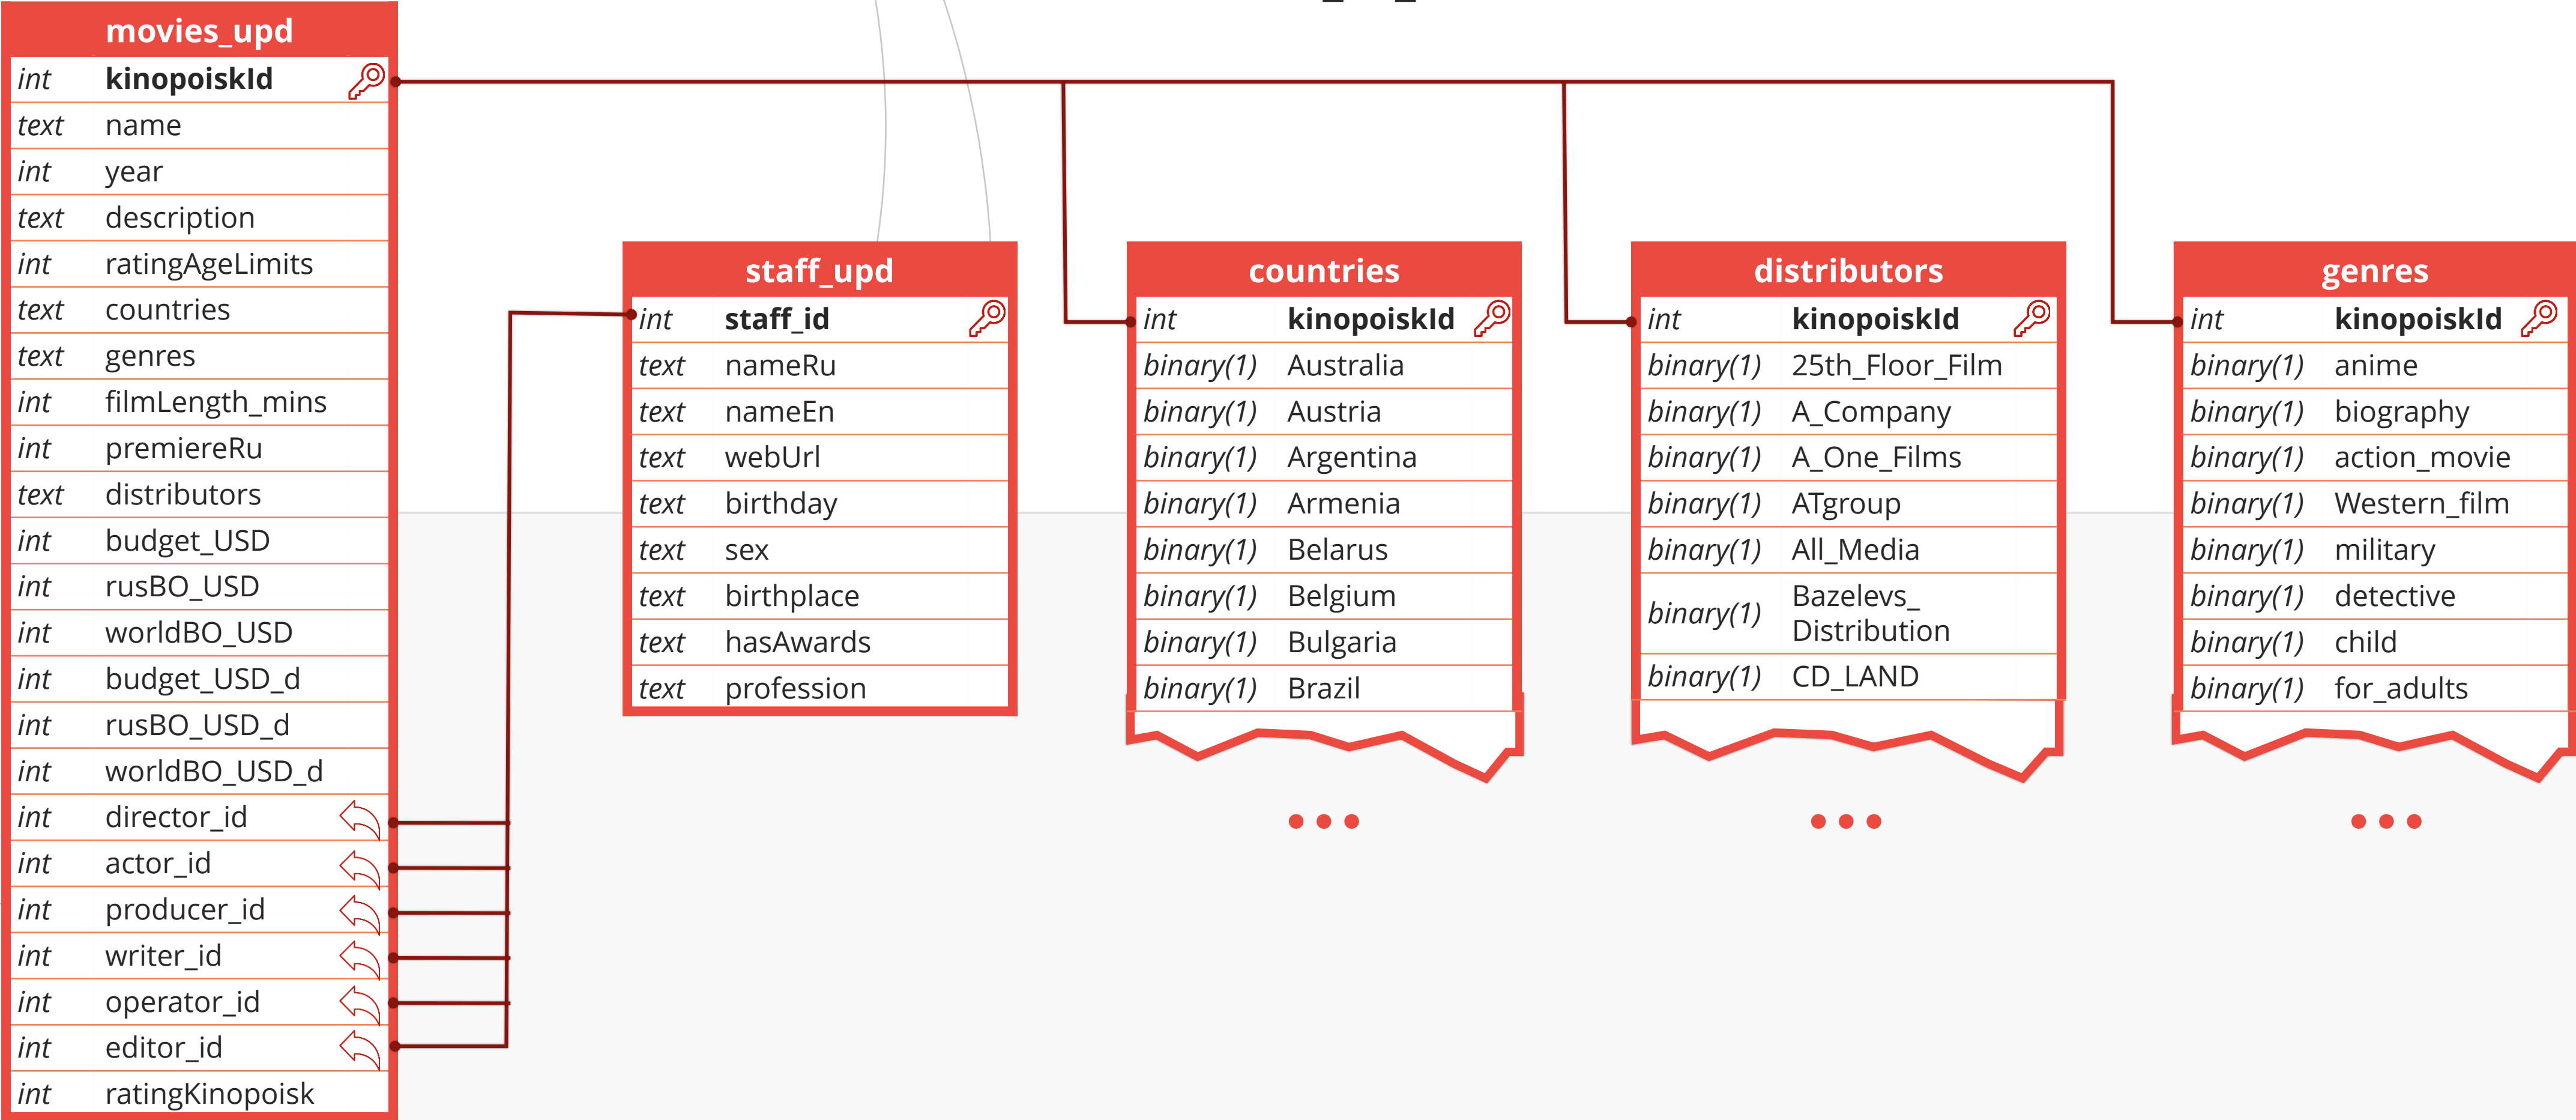 movies_upd
int kinopoiskId
text name
int year
text description
int ratingAgeLimits
text countries
text genres
int filmLength_mins
int premiereRu
text distributors
int budget_USD
int rusBO_USD
int worldBO_USD
int budget_USD_d
int rusBO_USD_d
int worldBO_USD_d
int director_id
int actor_id
int producer_id
int writer_id
int operator_id
int editor_id
int ratingKinopoisk
staff_upd
int staff_id
text nameRu
text nameEn
text webUrl
text birthday
text sex
text birthplace
text hasAwards
text profession
countries
int kinopoiskId
binary(1) Australia
binary(1) Austria
binary(1) Argentina
binary(1) Armenia
binary(1) Belarus
binary(1) Belgium
binary(1) Bulgaria
binary(1) Brazil
distributors
int kinopoiskId
binary(1) 25th_Floor_Film
binary(1) A_Company
binary(1) A_One_Films
binary(1) ATgroup
binary(1) All_Media
binary(1) Bazelevs_
Distribution
binary(1) CD_LAND
genres
int kinopoiskId
binary(1) anime
binary(1) biography
binary(1) action_movie
binary(1) Western_film
binary(1) military
binary(1) detective
binary(1) child
binary(1) for_adults